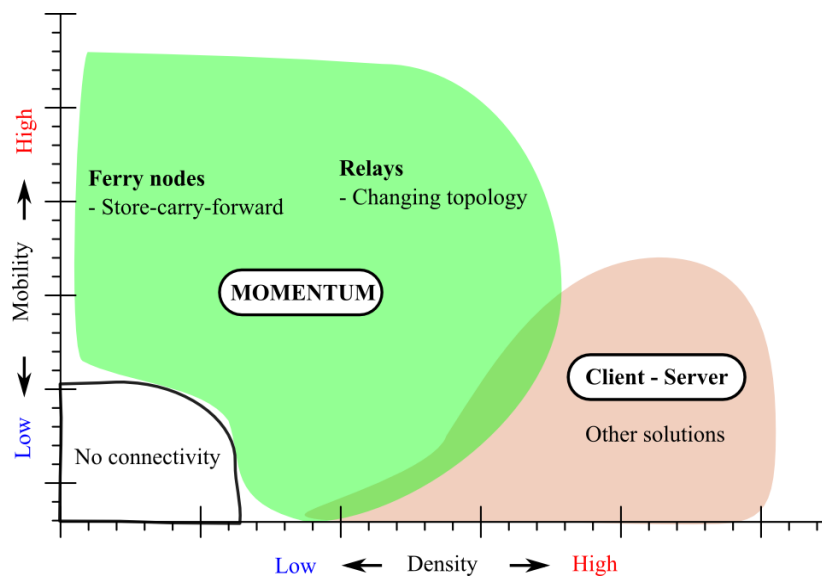 High
Mobility
Low
Ferry nodes
- Store-carry-forward
Relays
- Changing topology
MOMENTUM
Client - Server
Other solutions
No connectivity
Low
Density
High